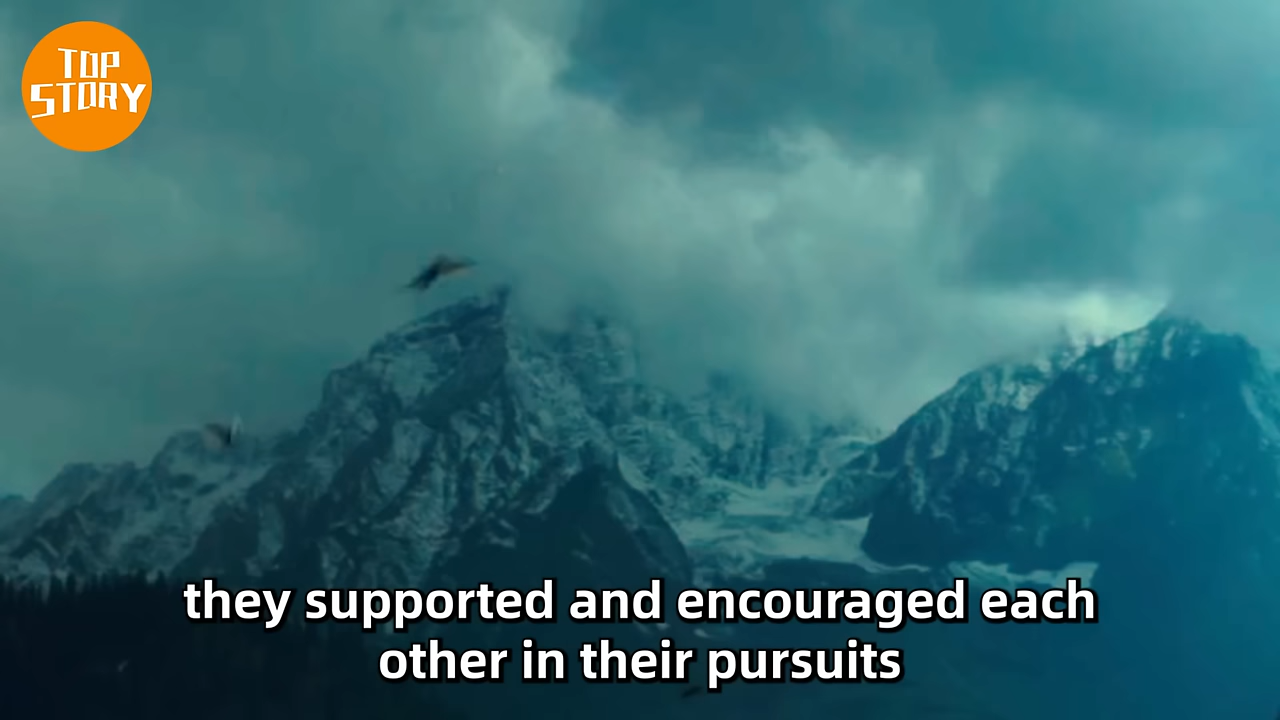 TOP
STORY
they supported and encouraged each
other in their pursuits